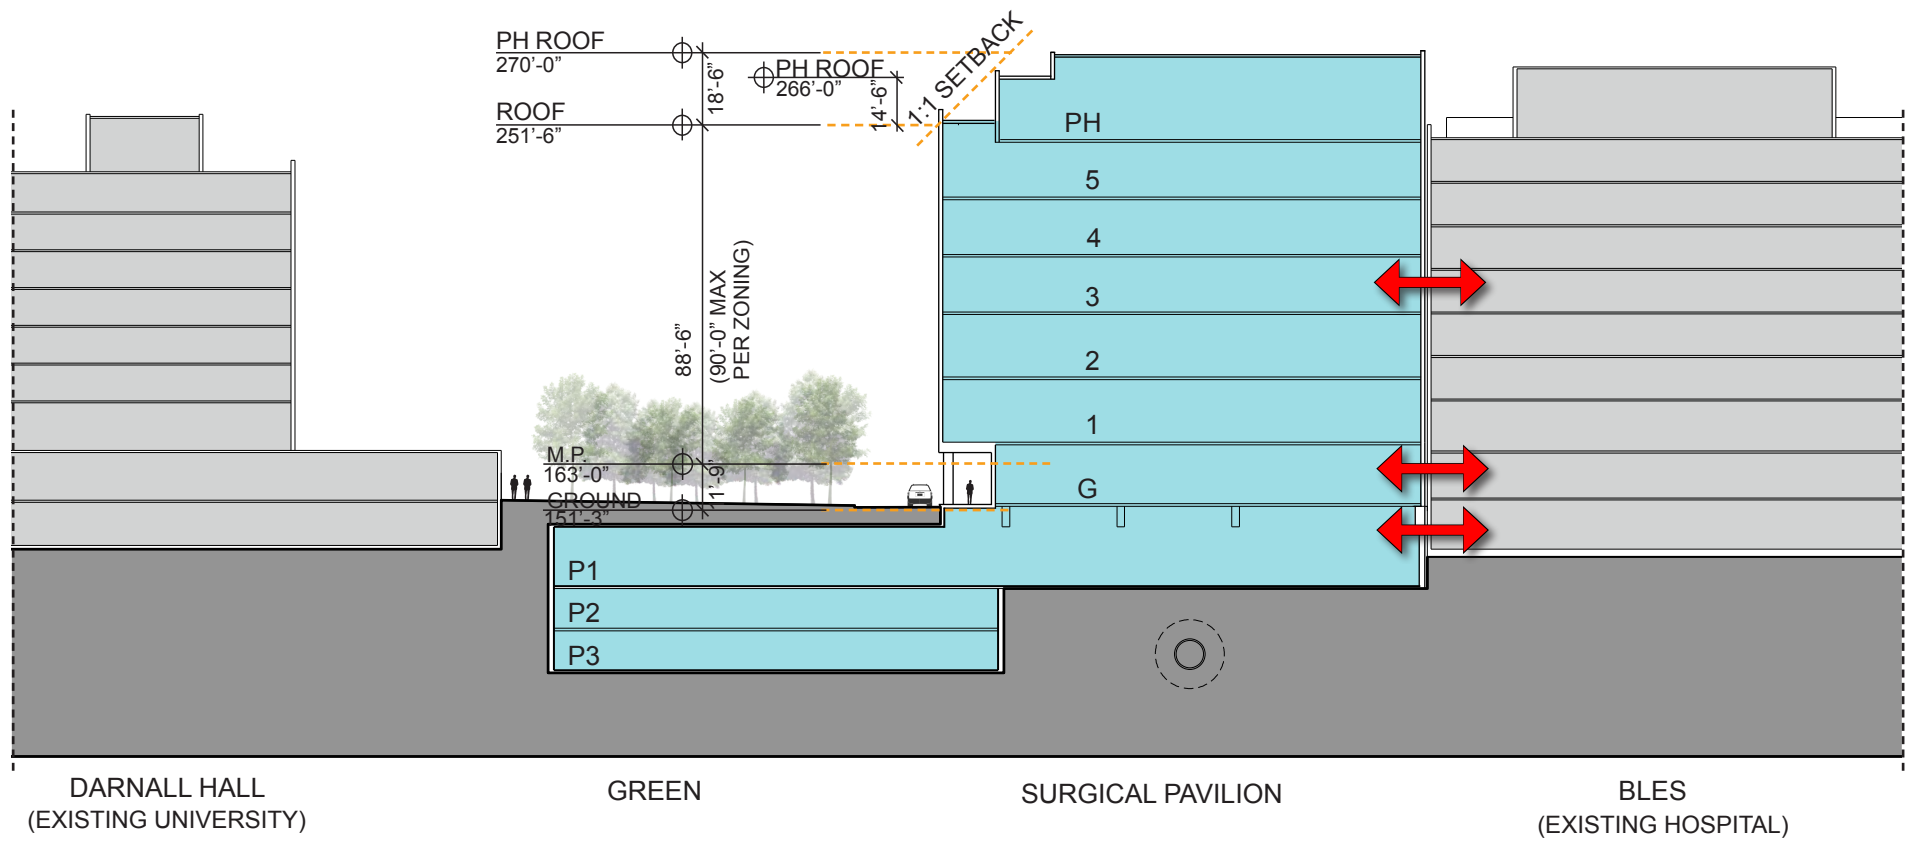 PH ROOF
270'-0"
PH ROOF
266'-0"
18'-6"
14'-6"
1:1 SETBACK
ROOF
251'-6"
88'-6"
(90'-0" MAX
PER ZONING)
M.P.
163'-0"
1'-9"
GROUND
151'-3"
PH
5
4
3
2
1
G
P1
P2
P3
DARNALL HALL
(EXISTING UNIVERSITY)
GREEN
SURGICAL PAVILION
BLES
(EXISTING HOSPITAL)